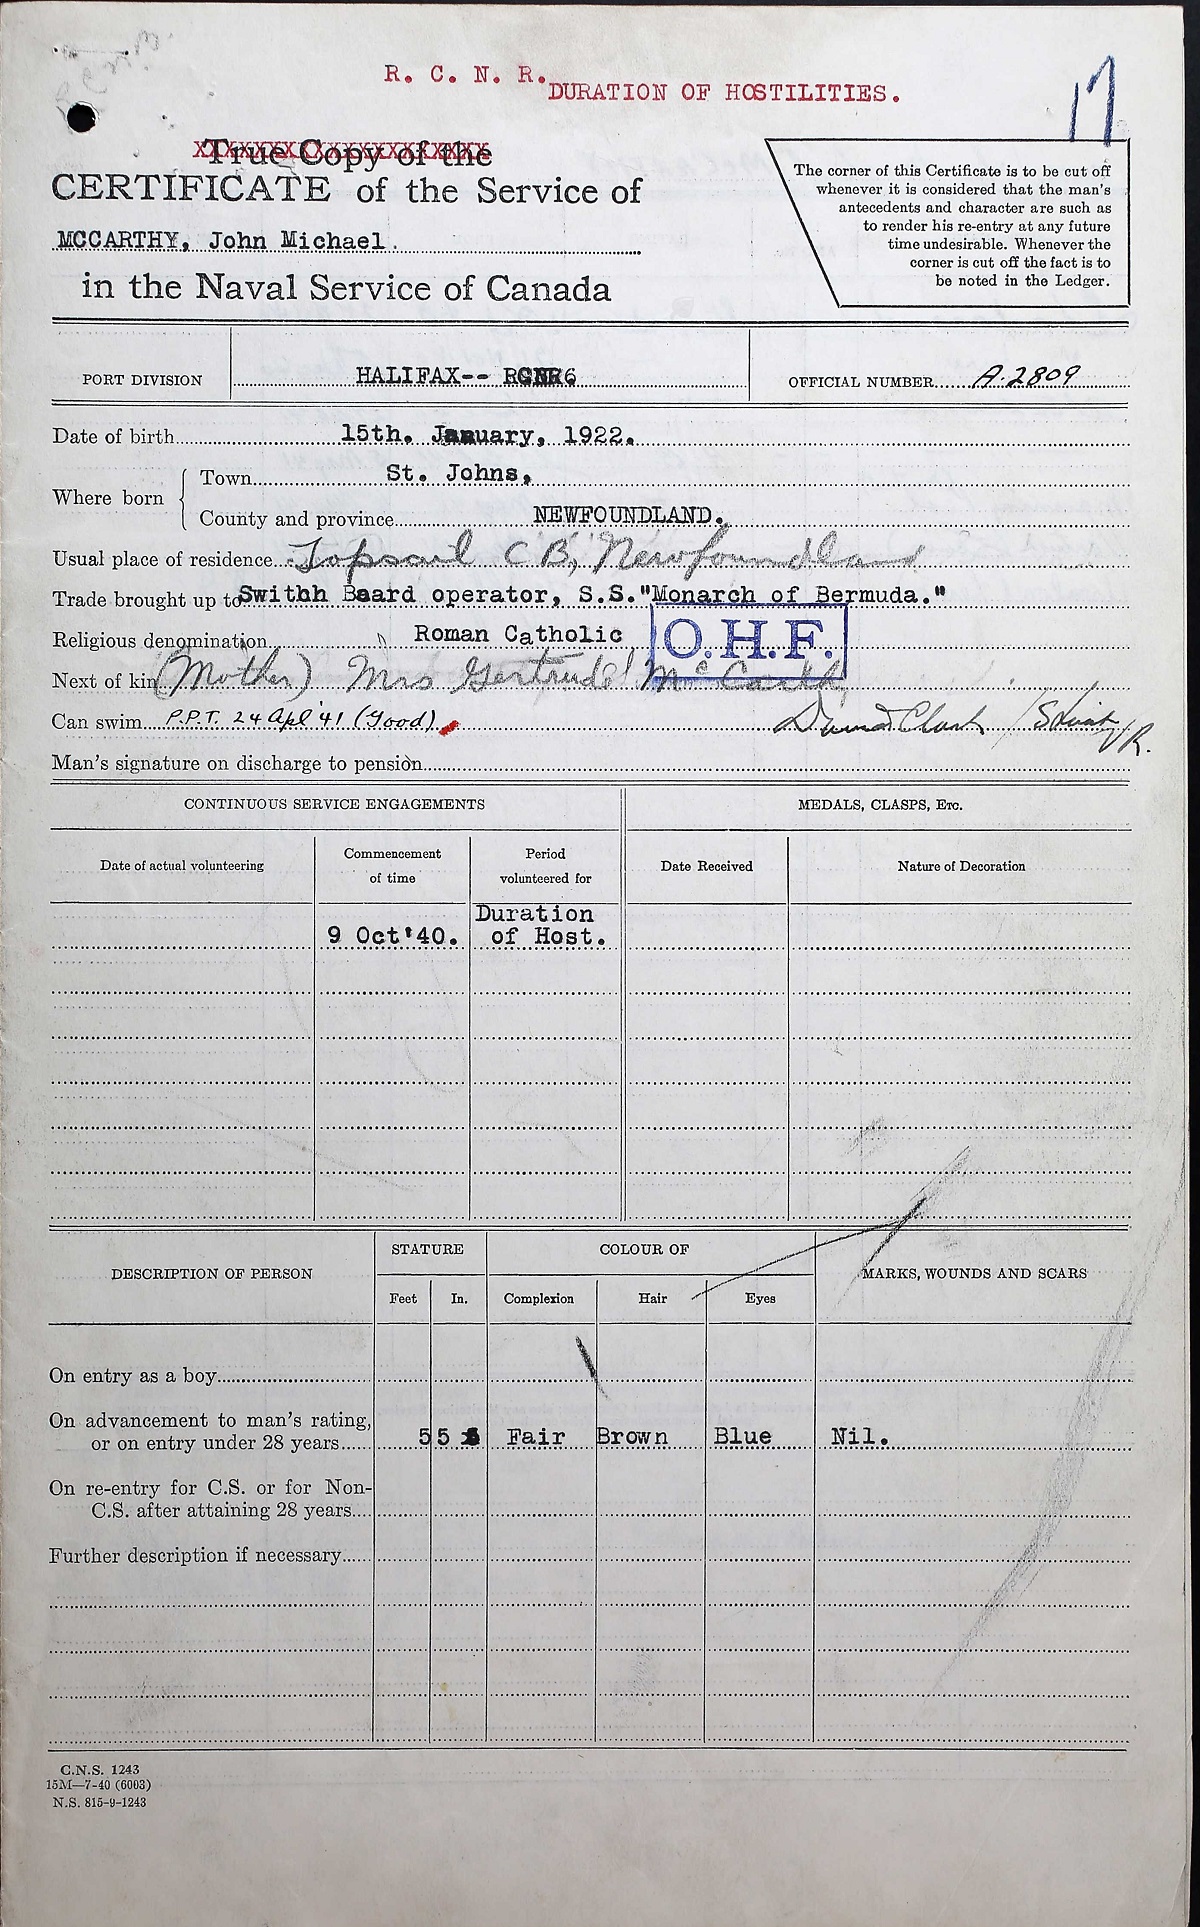 17
R. C. N. R.
DURATION OF HOSTILITIES.
True Copy of the
CERTIFICATE of the Service of
MCCARTHY, John Michael.
in the Naval Service of Canada
The corner of this Certificate is to be cut off
whenever it is considered that the man's
antecedents and character are such as
to render his re-entry at any future
time undesirable. Whenever the
corner is cut off the fact is to
be noted in the Ledger.
PORT DIVISION HALIFAX-- OFFICIAL NUMBER A.2809
Date of birth 15th. January, 1922.
Where born
Town St. Johns,
County and province NEWFOUNDLAND.
Usual place of residence Topsail C B, Newfoundland
Trade brought up to Swithh Board operator, S.S."Monarch of Bermuda."
Religious denomination Roman Catholic
O.H.F.
Next of kin (Mother) Mrs Gertrude McCarthy
Can swim P.P.T. 24 Apl '41 (Good)
Man's signature on discharge to pension
CONTINUOUS SERVICE ENGAGEMENTS MEDALS, CLASPS, ETC.
Date of actual volunteering Commencement of time Period volunteered for Date Received Nature of Decoration
9 Oct'40. Duration of Host.
DESCRIPTION OF PERSON STATURE COLOUR OF MARKS, WOUNDS AND SCARS
Feet In. Complexion Hair Eyes
On entry as a boy
On advancement to man's rating,
or on entry under 28 years 5 5 Fair Brown Blue Nil.
On re-entry for C.S. or for Non-
C.S. after attaining 28 years
Further description if necessary
C.N.S. 1243
15M—7-40 (6003)
N.S. 815-9-1243